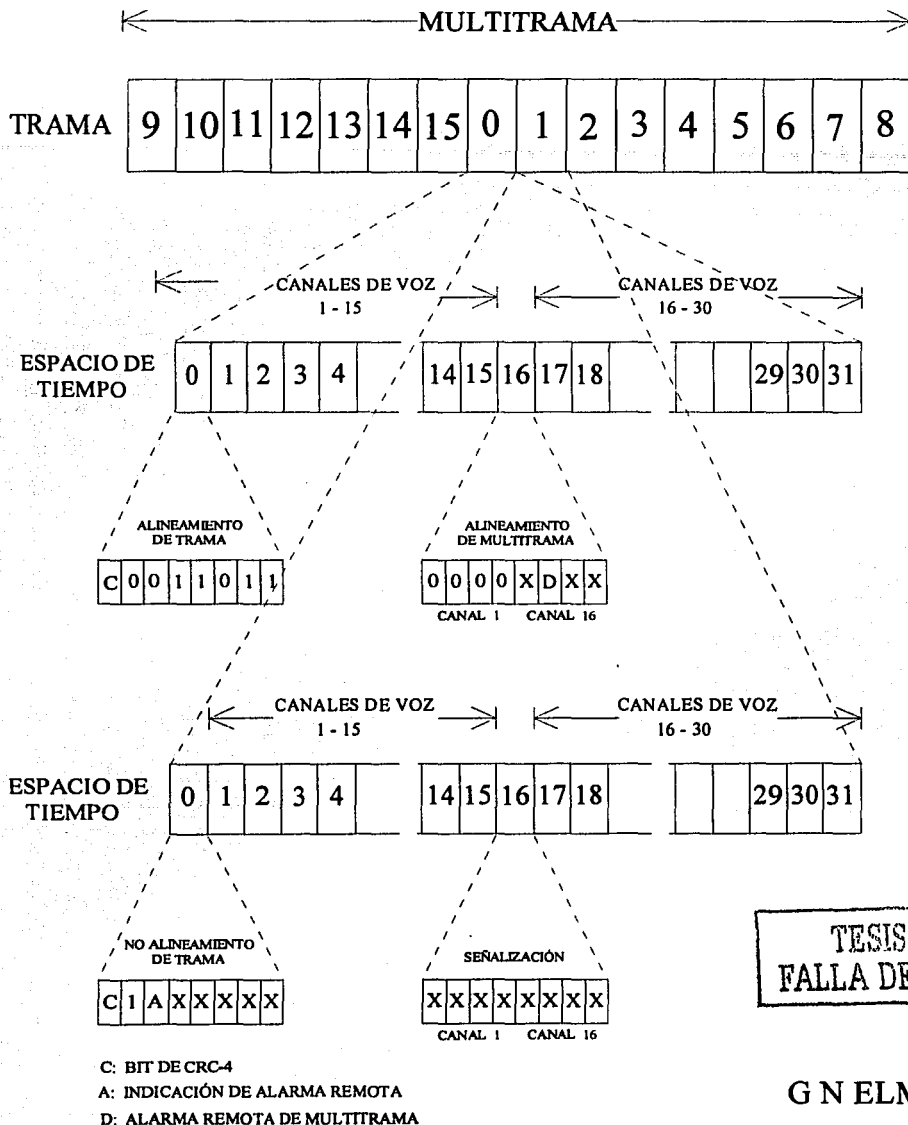 MULTITRAMA
TRAMA 9 10 11 12 13 14 15 0 1 2 3 4 5 6 7 8
CANALES DE VOZ CANALES DE VOZ
1 - 15 16 - 30
ESPACIO DE
TIEMPO
0 1 2 3 4 14 15 16 17 18 29 30 31
ALINEAMIENTO
DE TRAMA
ALINEAMIENTO
DE MULTITRAMA
C 0 0 1 1 0 1 1
0 0 0 0 X D X X
CANAL 1 CANAL 16
CANALES DE VOZ CANALES DE VOZ
1 - 15 16 - 30
ESPACIO DE
TIEMPO
0 1 2 3 4 14 15 16 17 18 29 30 31
NO ALINEAMIENTO
DE TRAMA
SEÑALIZACIÓN
C 1 A X X X X X
X X X X X X X X
CANAL 1 CANAL 16
TESIS
FALLA DE
C: BIT DE CRC-4
A: INDICACIÓN DE ALARMA REMOTA
D: ALARMA REMOTA DE MULTITRAMA
G N ELM